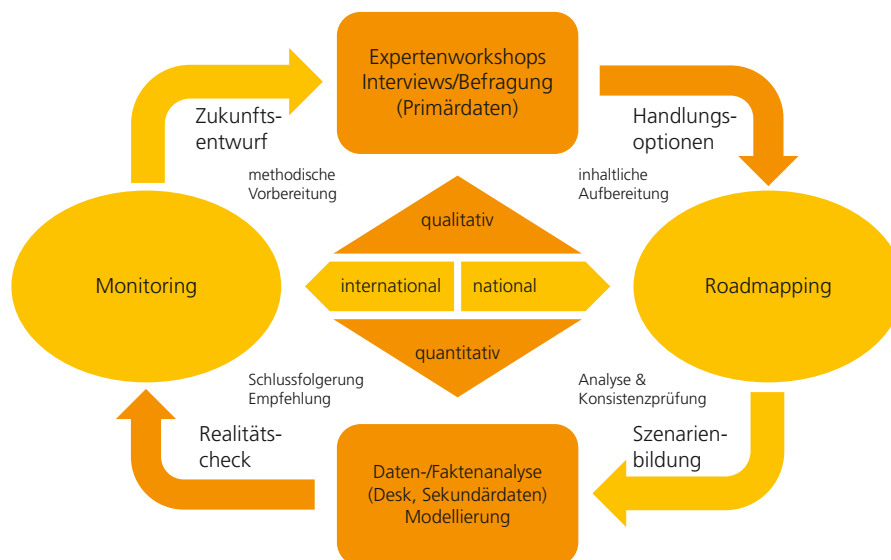 Expertenworkshops
Interviews/Befragung
(Primärdaten)
Zukunfts-
entwurf
Handlungs-
optionen
methodische
Vorbereitung
inhaltliche
Aufbereitung
qualitativ
Monitoring
international
national
Roadmapping
quantitativ
Schlussfolgerung
Empfehlung
Analyse &
Konsistenzprüfung
Realitäts-
check
Szenarien-
bildung
Daten-/Faktenanalyse
(Desk, Sekundärdaten)
Modellierung